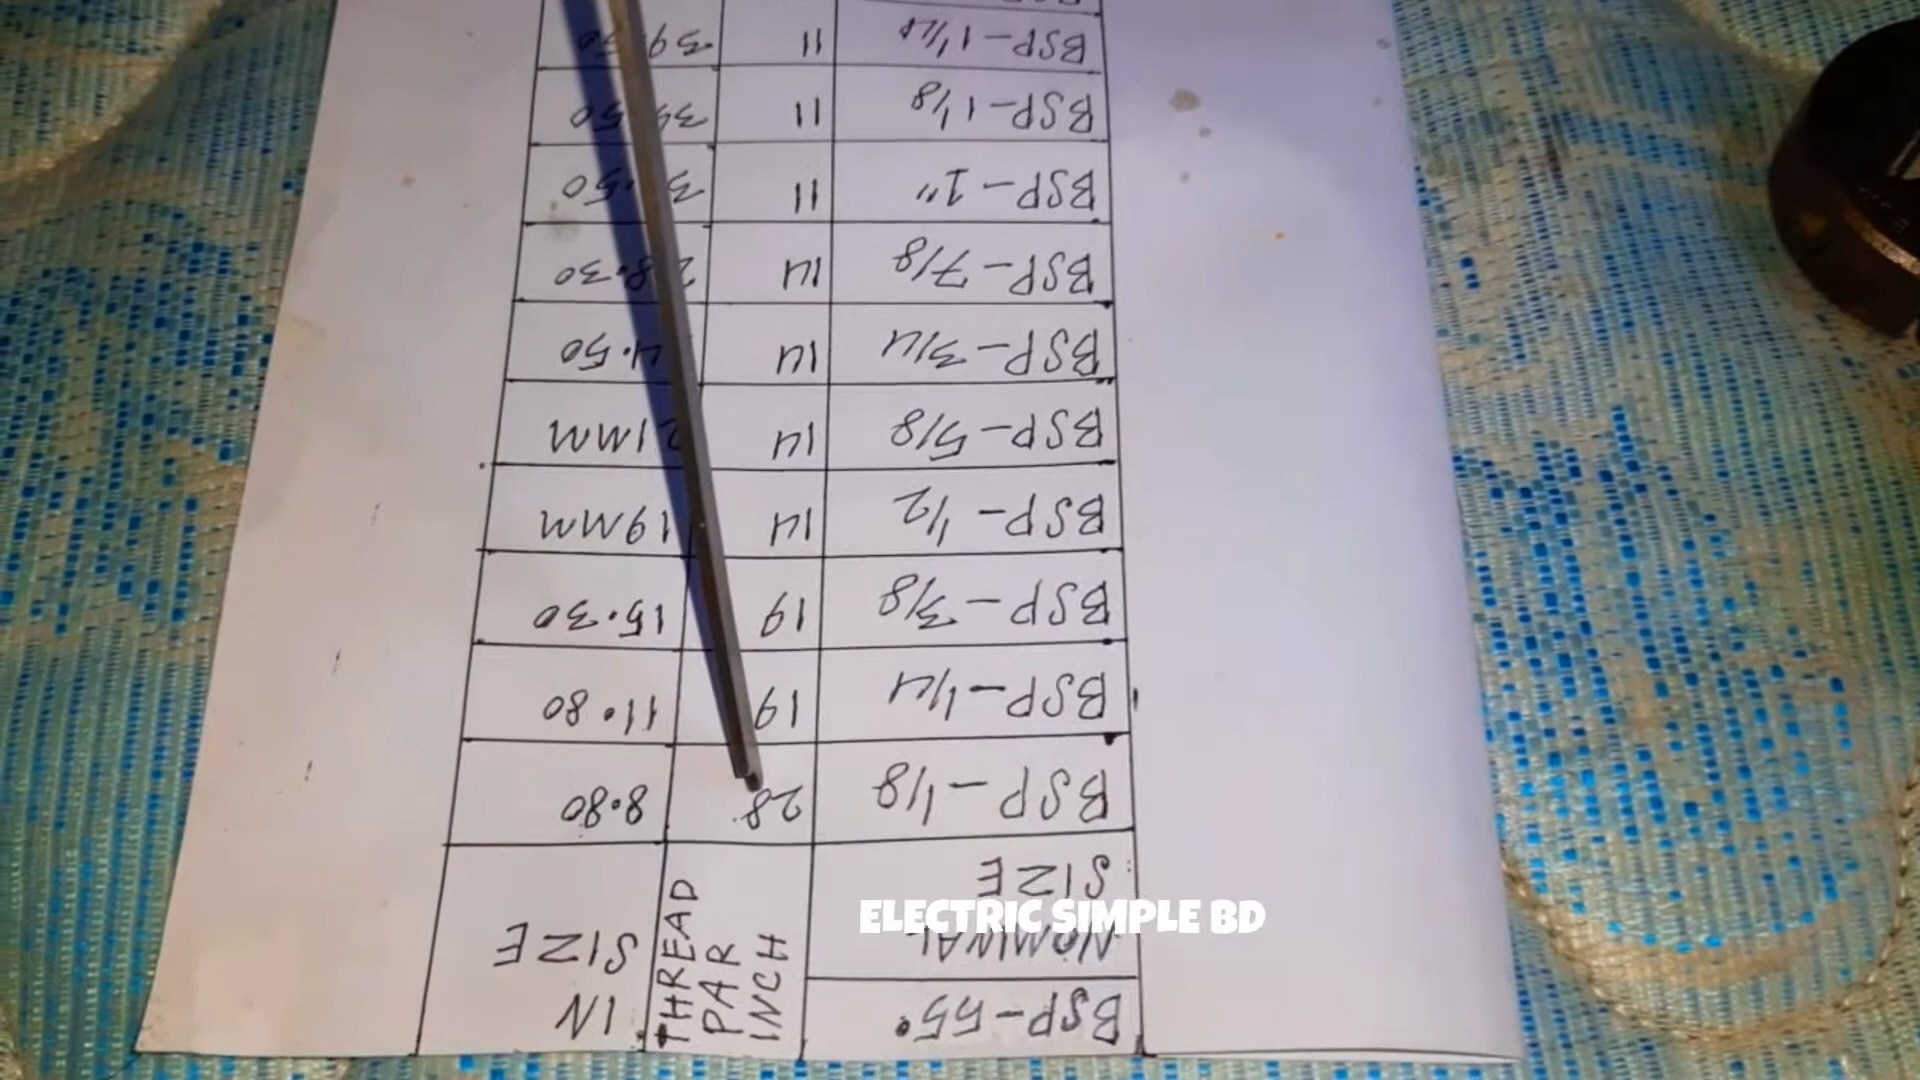 BSP-55°
NOMINAL
SIZE
THREAD
PAR
INCH
IN
SIZE
BSP-1/8 28 8.80
BSP-1/4 19 11.80
BSP-3/8 19 15.30
BSP-1/2 14 19MM
BSP-5/8 14 21MM
BSP-3/4 14
BSP-7/8 14 28.30
BSP-1" 11
BSP-1 1/8 11
BSP-1 1/4 11 39.50
ELECTRIC SIMPLE BD